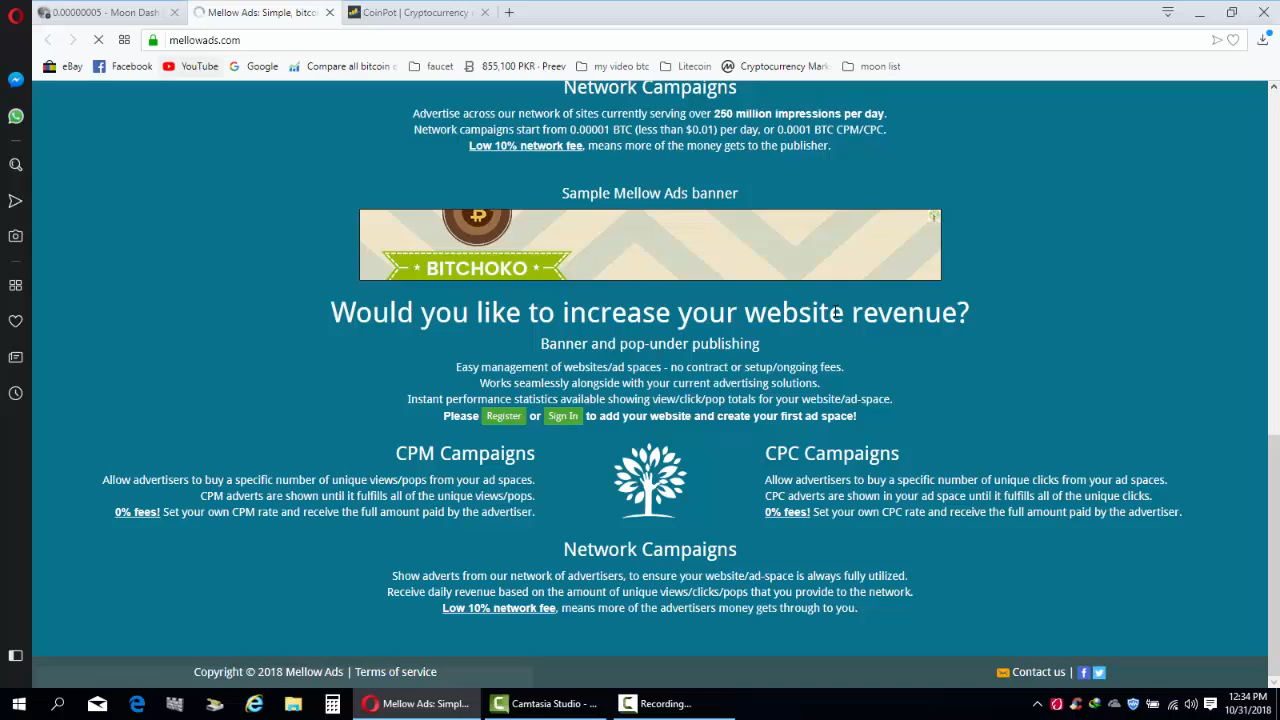 0.00000005 - Moon Dash
Mellow Ads: Simple, bitco
CoinPot | Cryptocurrency
mellowads.com
eBay
Facebook
YouTube
Google
Compare all bitcoin
faucet
855,100 PKR · Preev
my video btc
Litecoin
Cryptocurrency Mark
moon list
Network Campaigns
Advertise across our network of sites currently serving over 250 million impressions per day.
Network campaigns start from 0.00001 BTC (less than $0.01) per day, or 0.0001 BTC CPM/CPC.
Low 10% network fee, means more of the money gets to the publisher.
Sample Mellow Ads banner
BITCHOKO
Would you like to increase your website revenue?
Banner and pop-under publishing
Easy management of websites/ad spaces - no contract or setup/ongoing fees.
Works seamlessly alongside with your current advertising solutions.
Instant performance statistics available showing view/click/pop totals for your website/ad-space.
Please Register or Sign In to add your website and create your first ad space!
CPM Campaigns
Allow advertisers to buy a specific number of unique views/pops from your ad spaces.
CPM adverts are shown until it fulfills all of the unique views/pops.
0% fees! Set your own CPM rate and receive the full amount paid by the advertiser.
CPC Campaigns
Allow advertisers to buy a specific number of unique clicks from your ad spaces.
CPC adverts are shown in your ad space until it fulfills all of the unique clicks.
0% fees! Set your own CPC rate and receive the full amount paid by the advertiser.
Network Campaigns
Show adverts from our network of advertisers, to ensure your website/ad-space is always fully utilized.
Receive daily revenue based on the amount of unique views/clicks/pops that you provide to the network.
Low 10% network fee, means more of the advertisers money gets through to you.
Copyright © 2018 Mellow Ads | Terms of service
Contact us |
Mellow Ads: Simpl...
Camtasia Studio - ...
Recording...
12:34 PM
10/31/2018